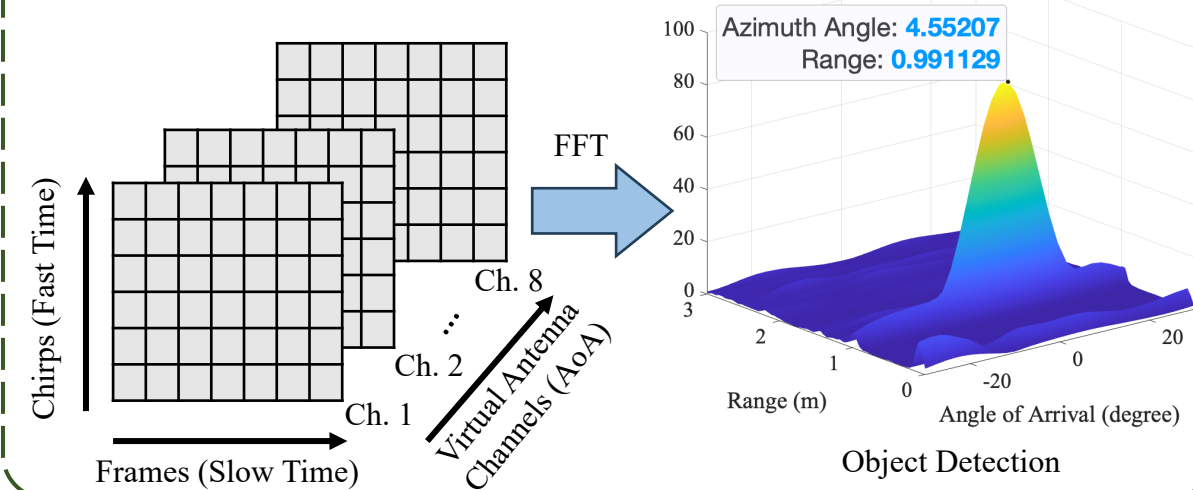 Chirps (Fast Time)
Frames (Slow Time)
Ch. 1
Ch. 2
...
Ch. 8
Virtual Antenna
Channels (AoA)
FFT
Azimuth Angle: 4.55207
Range: 0.991129
100
80
60
40
20
0
3
2
1
0
Range (m)
-20
0
20
Angle of Arrival (degree)
Object Detection